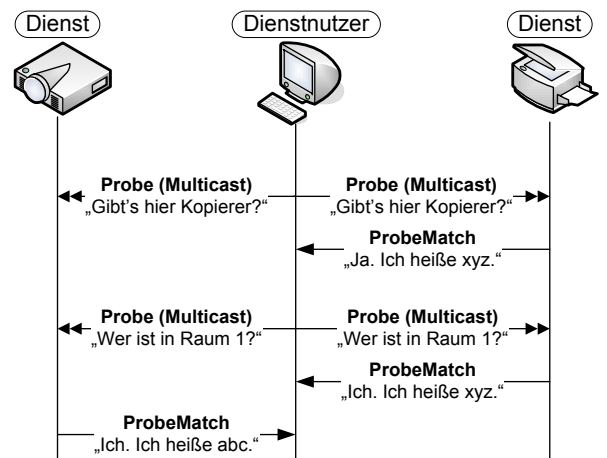 Dienst
Dienstnutzer
Dienst
Probe (Multicast)
„Gibt's hier Kopierer?“
Probe (Multicast)
„Gibt's hier Kopierer?“
ProbeMatch
„Ja. Ich heiße xyz.“
Probe (Multicast)
„Wer ist in Raum 1?“
Probe (Multicast)
„Wer ist in Raum 1?“
ProbeMatch
„Ich. Ich heiße xyz.“
ProbeMatch
„Ich. Ich heiße abc.“